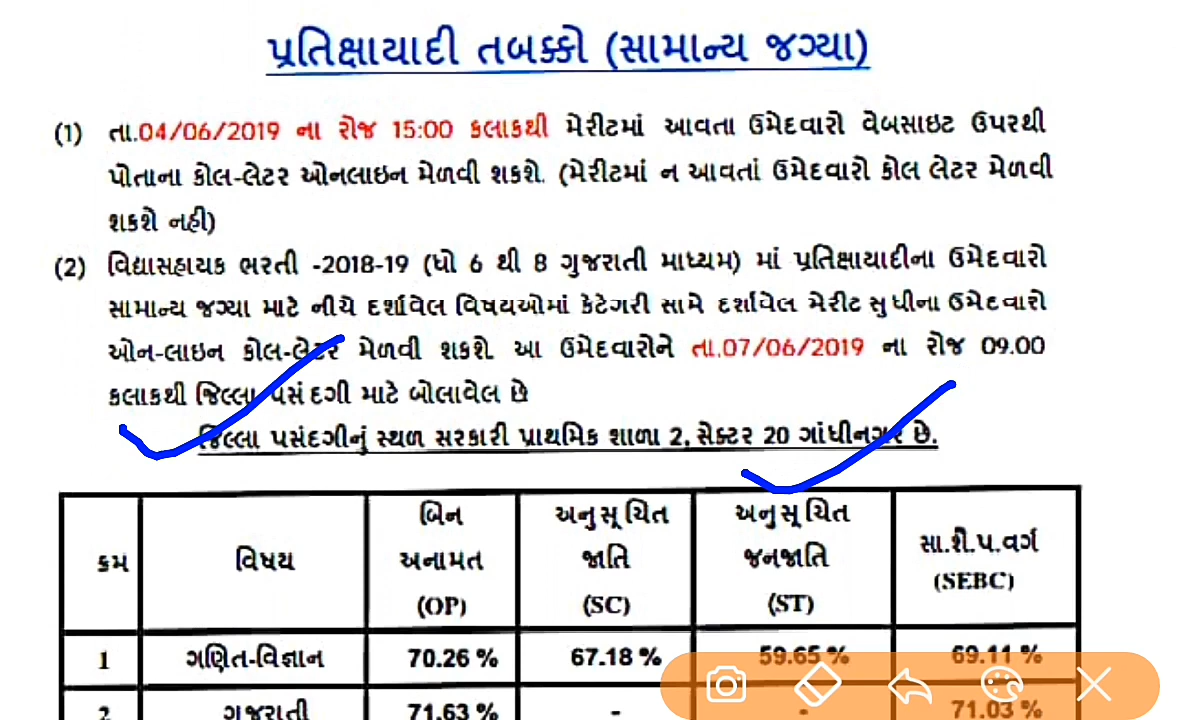 પ્રતિક્ષાયાદી તબક્કો (સામાન્ય જગ્યા)
(1) તા.04/06/2019 ના રોજ 15:00 કલાકથી મેરીટમાં આવતા ઉમેદવારો વેબસાઇટ ઉપરથી
પોતાના કોલ-લેટર ઓનલાઇન મેળવી શકશે. (મેરીટમાં ન આવતાં ઉમેદવારો કોલ લેટર મેળવી
શકશે નહી)
(2) વિદ્યાસહાયક ભરતી -2018-19 (ધો 6 થી 8 ગુજરાતી માધ્યમ) માં પ્રતિક્ષાયાદીના ઉમેદવારો
સામાન્ય જગ્યા માટે નીચે દર્શાવેલ વિષયઓમાં કેટેગરી સામે દર્શાવેલ મેરીટ સુધીના ઉમેદવારો
ઓન-લાઇન કોલ-લેટર મેળવી શકશે. આ ઉમેદવારોને તા.07/06/2019 ના રોજ 09.00
કલાકથી જિલ્લા પસંદગી માટે બોલાવેલ છે
જિલ્લા પસંદગીનું સ્થળ સરકારી પ્રાથમિક શાળા 2, સેક્ટર 20 ગાંધીનગર છે.
ક્રમ વિષય બિન અનામત (OP) અનુસૂચિત જાતિ (SC) અનુસૂચિત જનજાતિ (ST) સા.શૈ.પ.વર્ગ (SEBC)
1 ગણિત-વિજ્ઞાન 70.26 % 67.18 % 59.65 % 69.11 %
2 ગુજરાતી 71.63 % - - 71.03 %